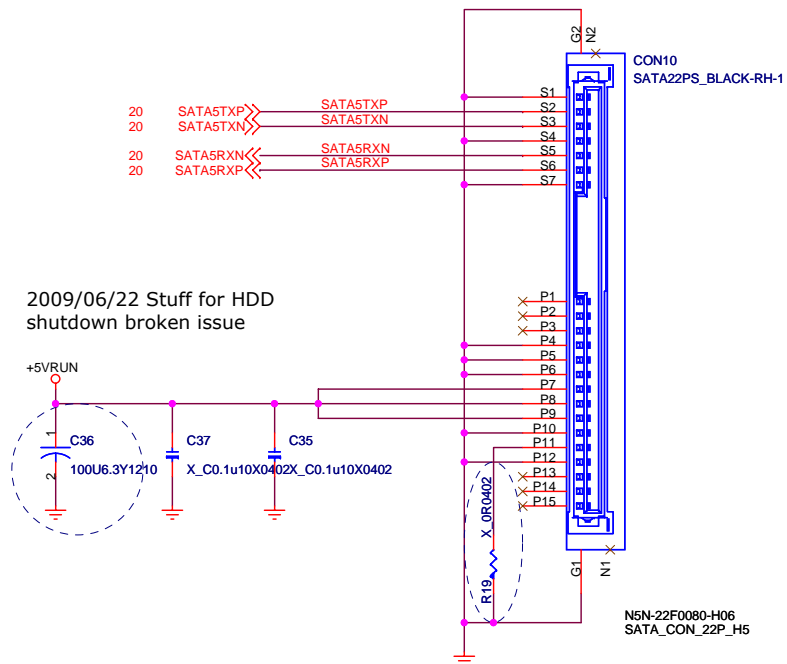 G2
N2
CON10
SATA22PS_BLACK-RH-1
S1
20 SATA5TXP SATA5TXP S2
20 SATA5TXN SATA5TXN S3
S4
20 SATA5RXN SATA5RXN S5
20 SATA5RXP SATA5RXP S6
S7
2009/06/22 Stuff for HDD
shutdown broken issue
P1
P2
P3
P4
P5
P6
+5VRUN
P7
P8
P9
P10
P11
P12
P13
P14
P15
1
C36
2
100U6.3Y1210
C37
X_C0.1u10X0402
C35
X_C0.1u10X0402
X_0R0402
R19
G1
N1
N5N-22F0080-H06
SATA_CON_22P_H5